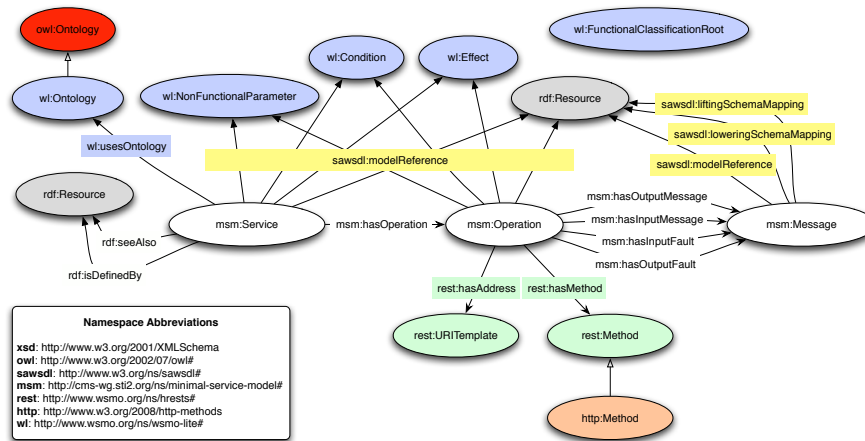 owl:Ontology
wl:FunctionalClassificationRoot
wl:Condition
wl:Effect
wl:Ontology
wl:NonFunctionalParameter
rdf:Resource
sawsdl:liftingSchemaMapping
sawsdl:loweringSchemaMapping
wl:usesOntology
sawsdl:modelReference
sawsdl:modelReference
rdf:Resource
msm:hasOutputMessage
msm:Service
msm:hasOperation
msm:Operation
msm:hasInputMessage
msm:Message
rdf:seeAlso
msm:hasInputFault
rdf:isDefinedBy
msm:hasOutputFault
rest:hasAddress
rest:hasMethod
rest:URITemplate
rest:Method
http:Method
Namespace Abbreviations
xsd: http://www.w3.org/2001/XMLSchema
owl: http://www.w3.org/2002/07/owl#
sawsdl: http://www.w3.org/ns/sawsdl#
msm: http://cms-wg.sti2.org/ns/minimal-service-model#
rest: http://www.wsmo.org/ns/hrests#
http: http://www.w3.org/2008/http-methods
wl: http://www.wsmo.org/ns/wsmo-lite#